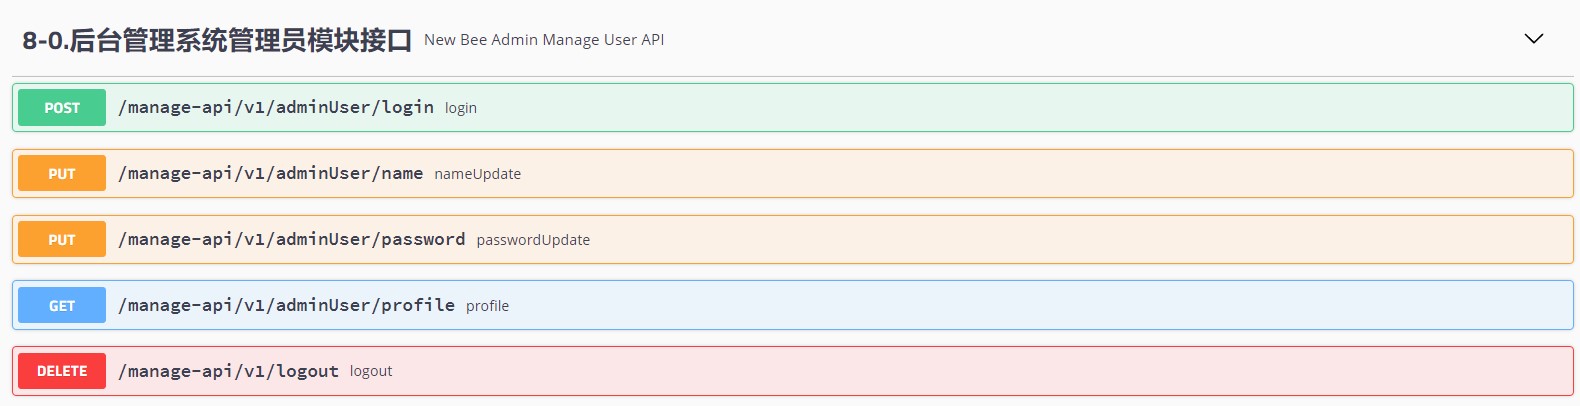 8-0.后台管理系统管理员模块接口 New Bee Admin Manage User API
POST /manage-api/v1/adminUser/login login
PUT /manage-api/v1/adminUser/name nameUpdate
PUT /manage-api/v1/adminUser/password passwordUpdate
GET /manage-api/v1/adminUser/profile profile
DELETE /manage-api/v1/logout logout